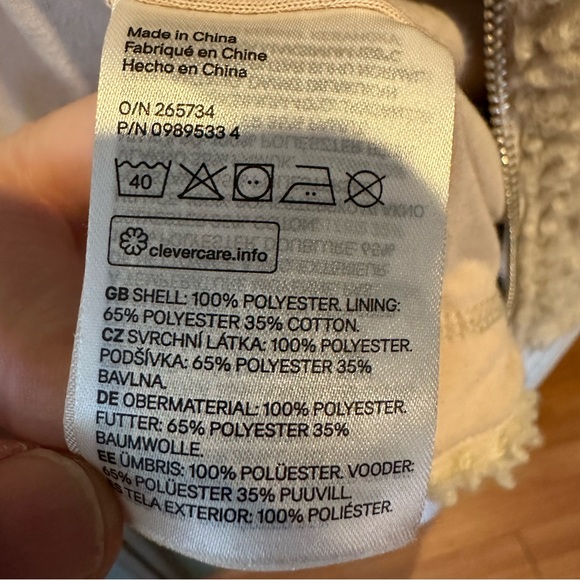 Made in China
Fabriqué en Chine
Hecho en China
O/N 265734
P/N 0989533 4
40
clevercare.info
GB SHELL: 100% POLYESTER. LINING:
65% POLYESTER 35% COTTON.
CZ SVRCHNÍ LÁTKA: 100% POLYESTER.
PODŠÍVKA: 65% POLYESTER 35%
BAVLNA.
DE OBERMATERIAL: 100% POLYESTER.
FUTTER: 65% POLYESTER 35%
BAUMWOLLE.
EE ÜMBRIS: 100% POLÜESTER. VOODER:
65% POLÜESTER 35% PUUVILL.
TELA EXTERIOR: 100% POLIÉSTER.